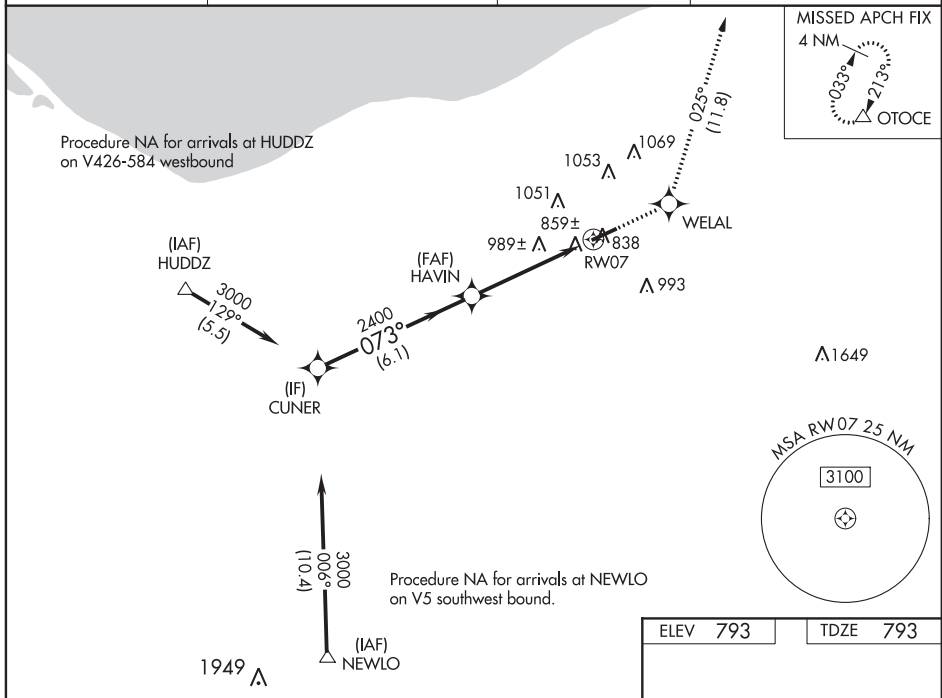 MISSED APCH FIX
4 NM
033°
213°
OTOCE
025°
(11.8)
Procedure NA for arrivals at HUDDZ
on V426-584 westbound
1069
1053
1051
859±
989±
838
RW07
WELAL
993
(FAF)
HAVIN
(IAF)
HUDDZ
3000
129°
(5.5)
2400
073°
(6.1)
(IF)
CUNER
1649
MSA RW07 25 NM
3100
3000
006°
(10.4)
Procedure NA for arrivals at NEWLO
on V5 southwest bound.
(IAF)
NEWLO
1949
ELEV 793
TDZE 793